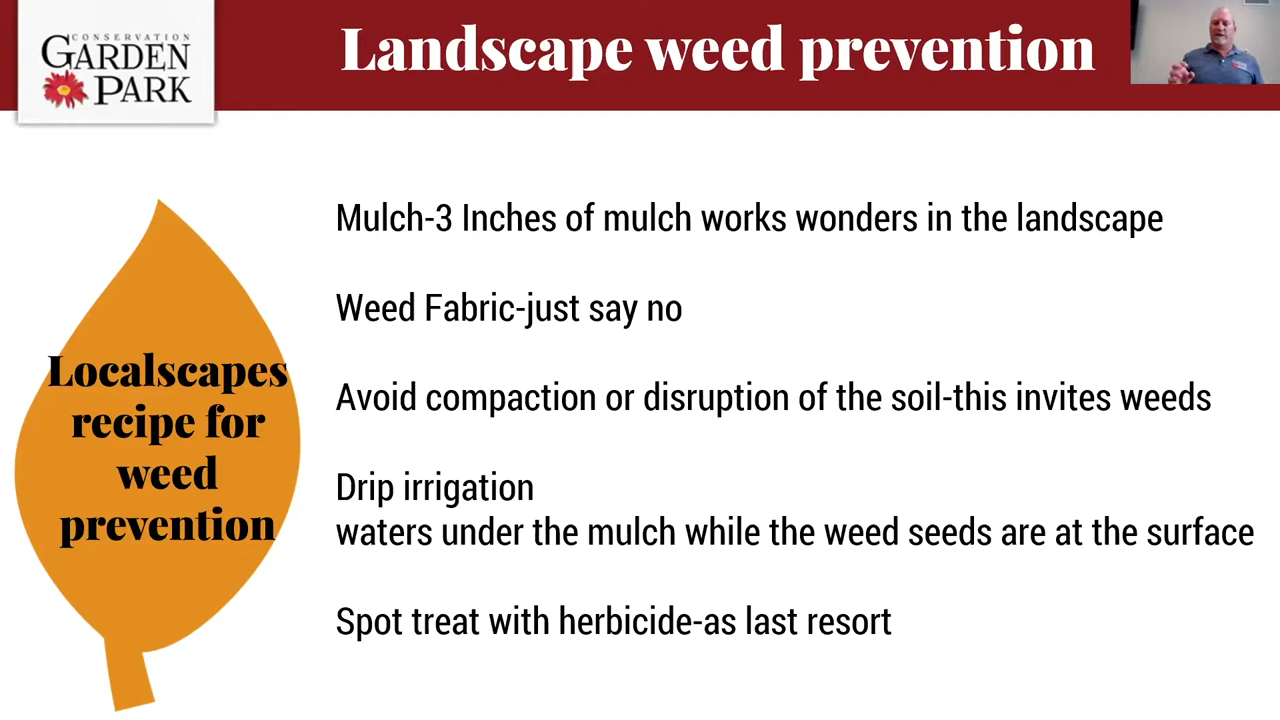 CONSERVATION
GARDEN
PARK
Landscape weed prevention
Localscapes
recipe for
weed
prevention
Mulch-3 Inches of mulch works wonders in the landscape
Weed Fabric-just say no
Avoid compaction or disruption of the soil-this invites weeds
Drip irrigation
waters under the mulch while the weed seeds are at the surface
Spot treat with herbicide-as last resort